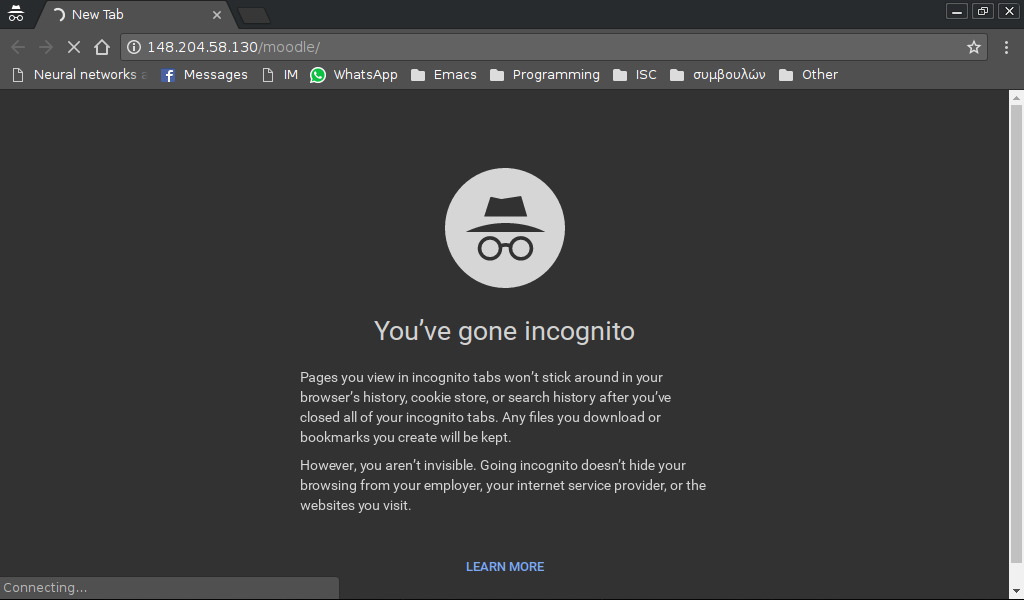 New Tab
148.204.58.130/moodle/
Neural networks a
Messages
IM
WhatsApp
Emacs
Programming
ISC
συμβουλών
Other
You’ve gone incognito
Pages you view in incognito tabs won’t stick around in your
browser’s history, cookie store, or search history after you’ve
closed all of your incognito tabs. Any files you download or
bookmarks you create will be kept.
However, you aren’t invisible. Going incognito doesn’t hide your
browsing from your employer, your internet service provider, or the
websites you visit.
LEARN MORE
Connecting...